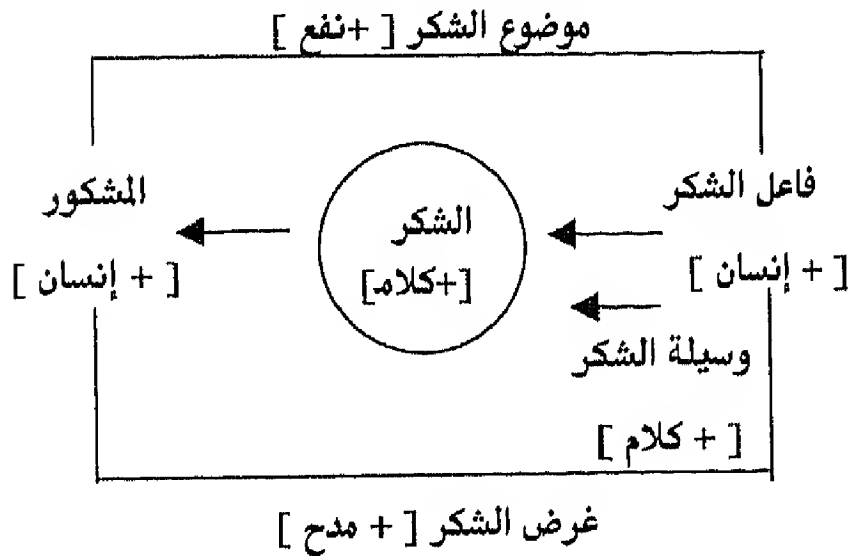 موضوع الشكر [ +نفع ]
فاعل الشكر
[ + إنسان ]
الشكر
[+كلام]
المشكور
[ + إنسان ]
وسيلة الشكر
[ + كلام ]
غرض الشكر [ + مدح ]